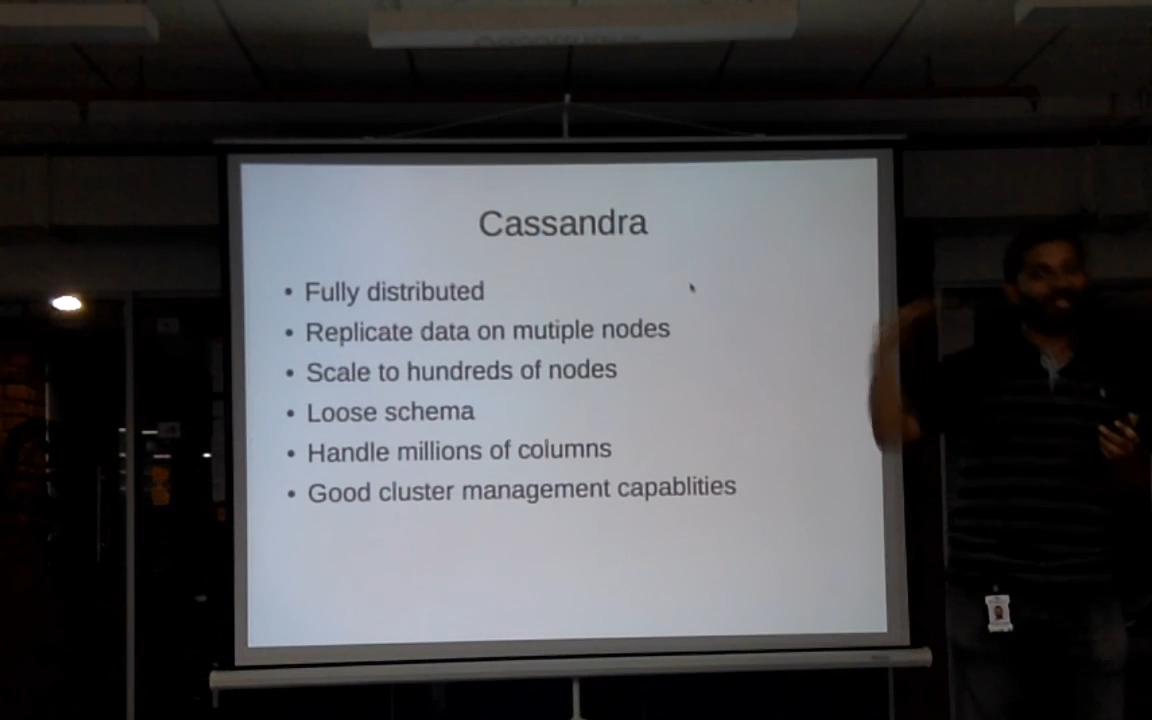 Cassandra
• Fully distributed
• Replicate data on mutiple nodes
• Scale to hundreds of nodes
• Loose schema
• Handle millions of columns
• Good cluster management capablities